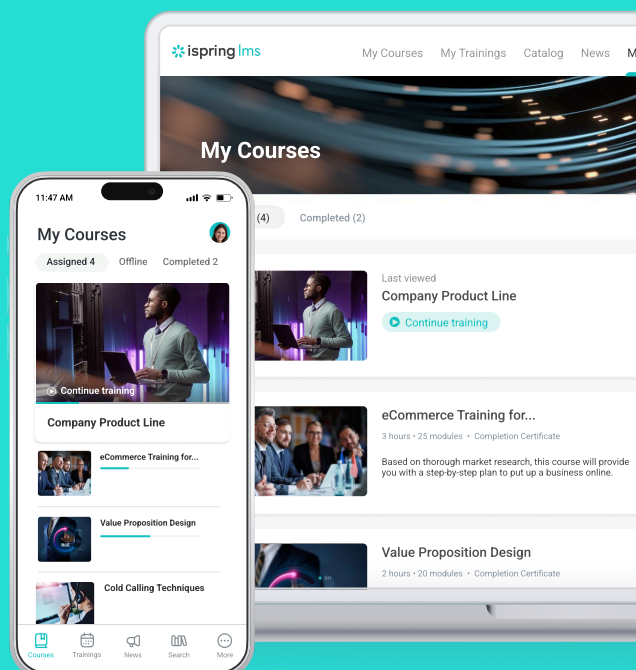 ispring lms
My Courses My Trainings Catalog News M
My Courses
(4) Completed (2)
Last viewed
Company Product Line
Continue training
eCommerce Training for...
3 hours • 25 modules • Completion Certificate
Based on thorough market research, this course will provide
you with a step-by-step plan to put up a business online.
Value Proposition Design
2 hours • 20 modules • Completion Certificate
11:47 AM
My Courses
Assigned 4 Offline Completed 2
Continue training
Company Product Line
eCommerce Training for...
Value Proposition Design
VALUE
Cold Calling Techniques
Courses Trainings News Search More